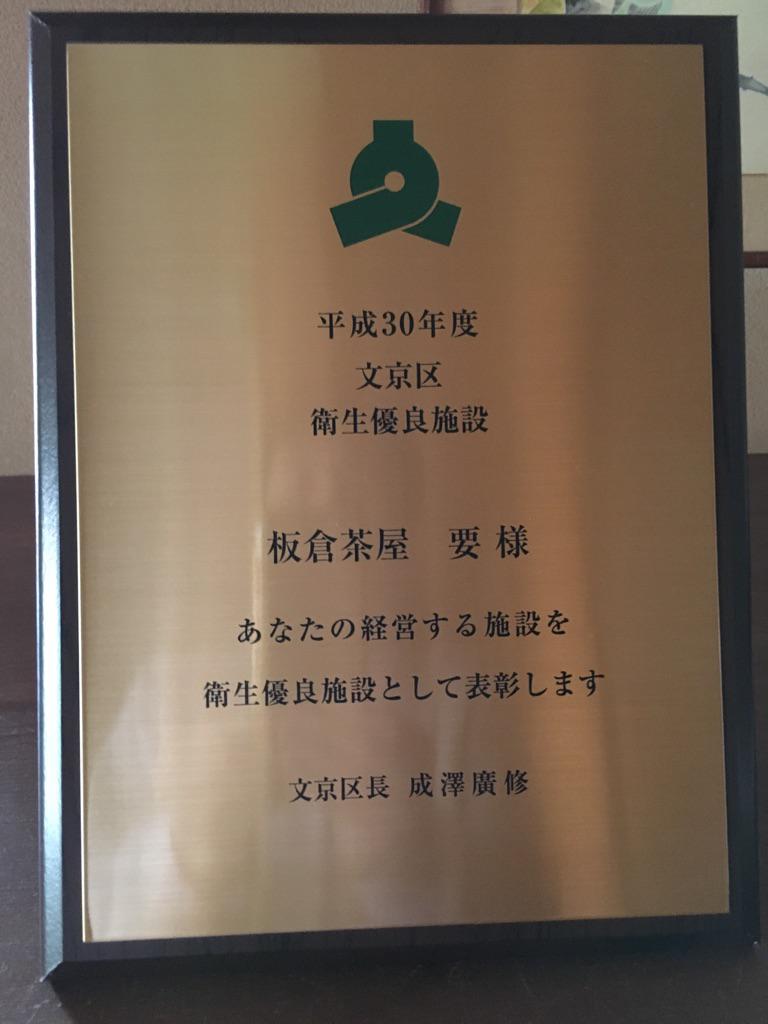 平成30年度
文京区
衛生優良施設
板倉茶屋　要 様
あなたの経営する施設を
衛生優良施設として表彰します
文京区長 成澤廣修